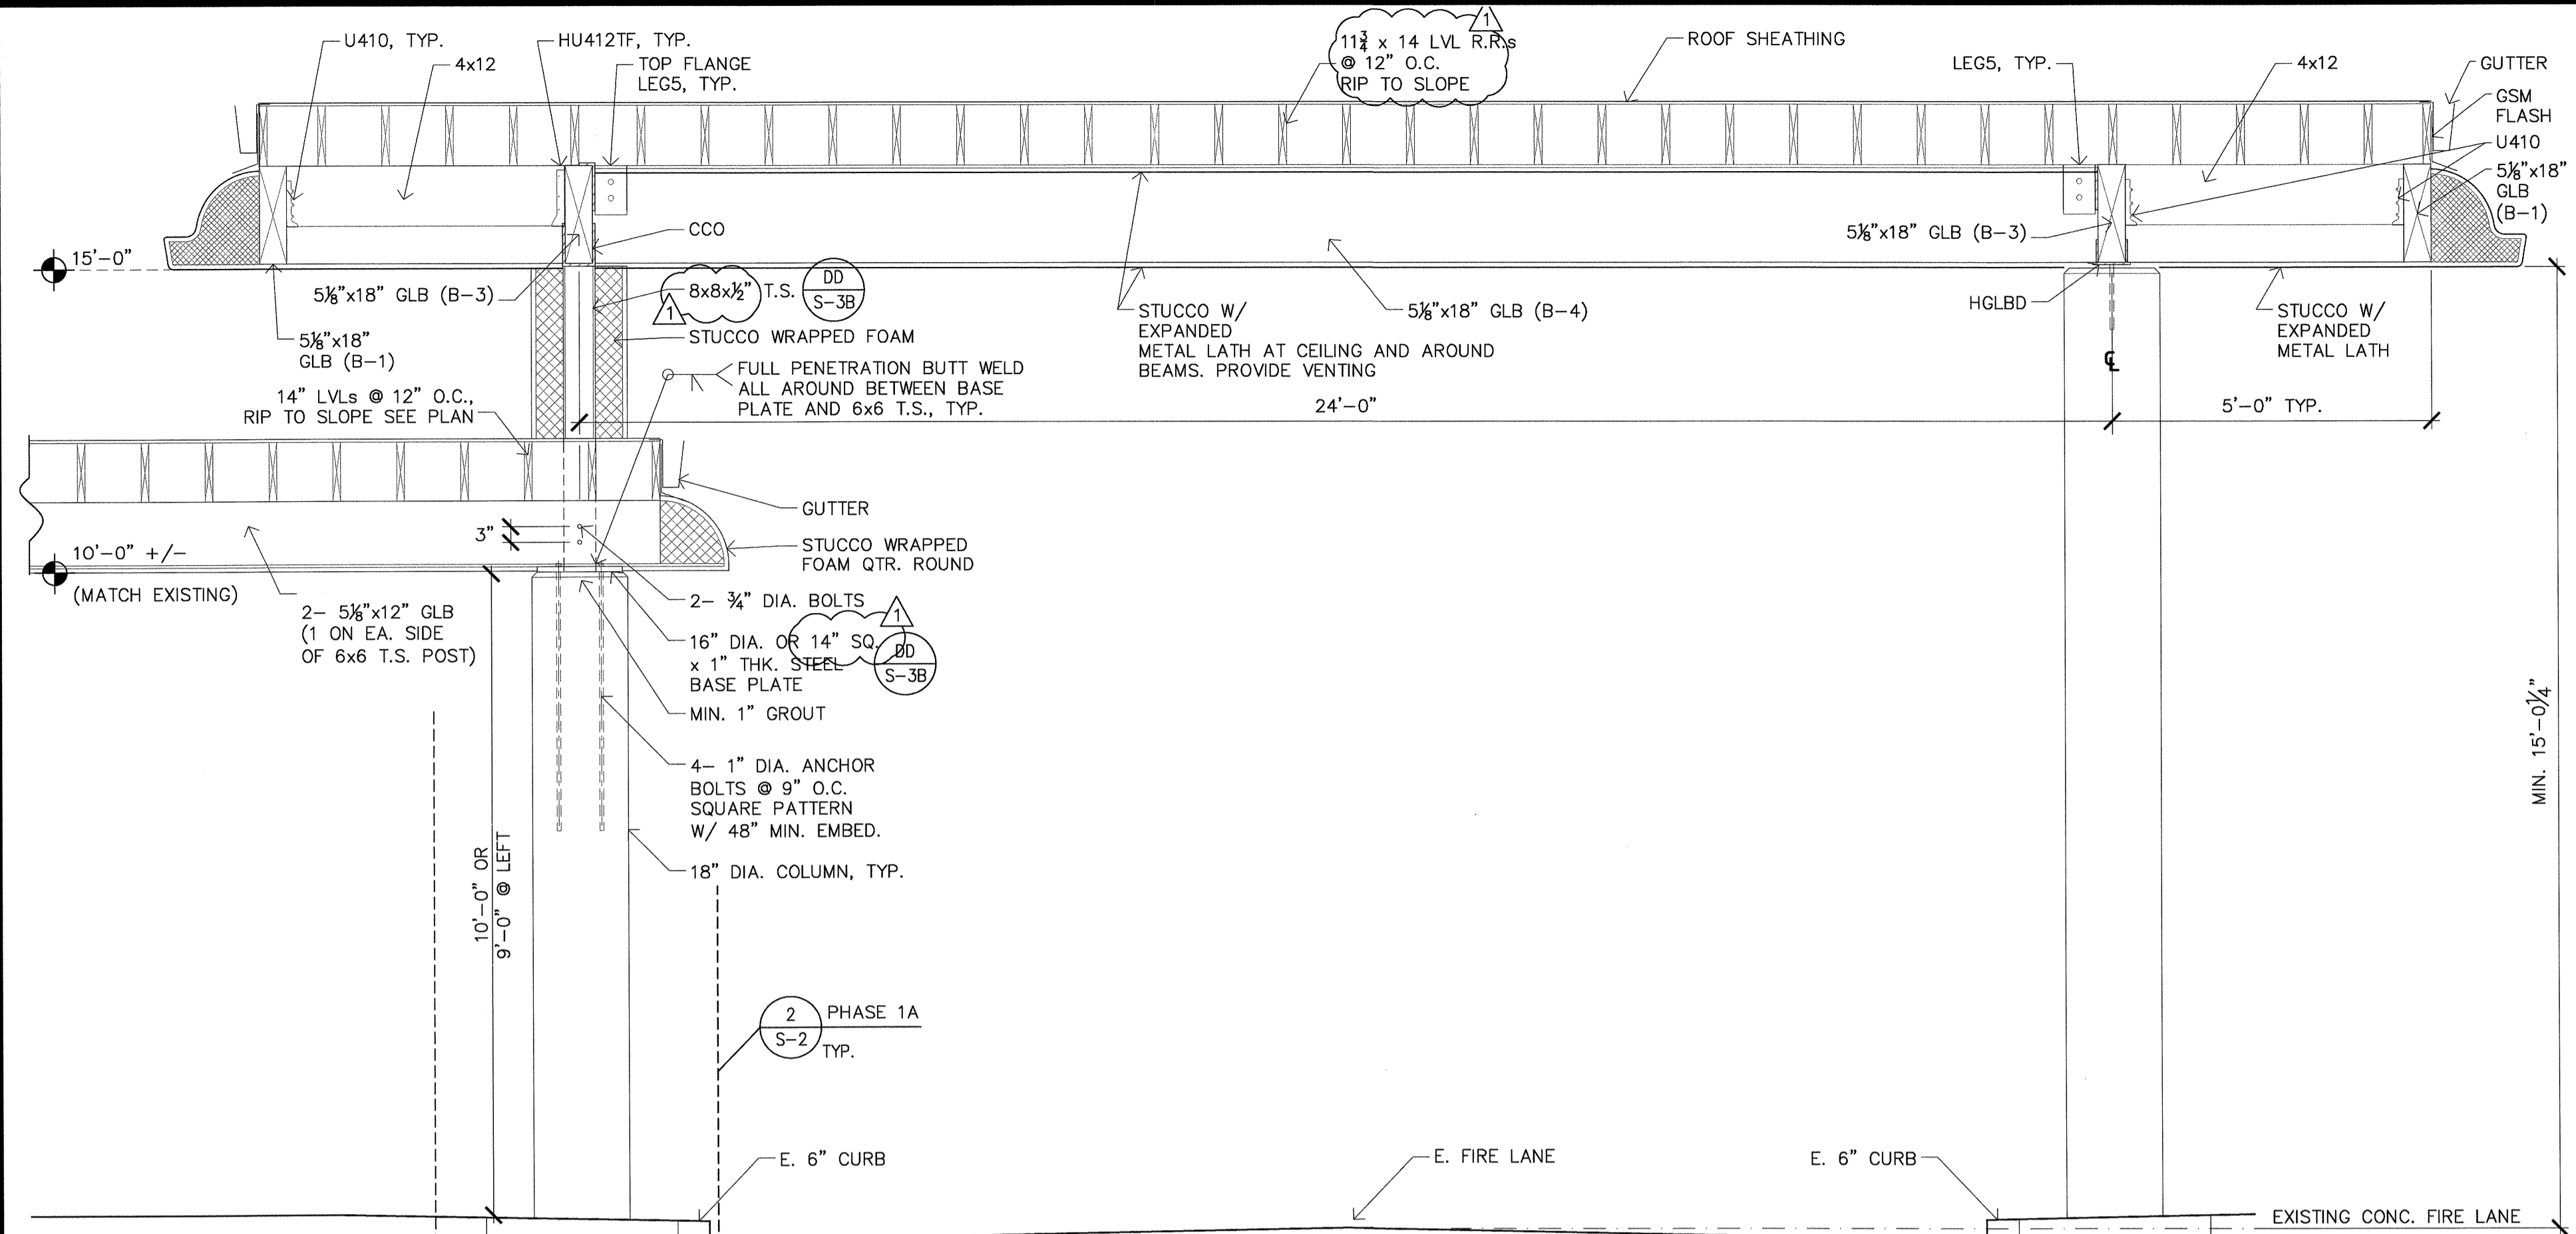 U410, TYP.
4x12
HU412TF, TYP.
TOP FLANGE
LEG5, TYP.
1
11¾ x 14 LVL R.R.s
@ 12" O.C.
RIP TO SLOPE
ROOF SHEATHING
LEG5, TYP.
4x12
GUTTER
GSM
FLASH
U410
5⅛"x18"
GLB
(B-1)
15'-0"
CCO
5⅛"x18" GLB (B-3)
5⅛"x18" GLB (B-3)
5⅛"x18"
GLB (B-1)
8x8x½" T.S.
1
DD
S-3B
STUCCO WRAPPED FOAM
STUCCO W/
EXPANDED
METAL LATH AT CEILING AND AROUND
BEAMS. PROVIDE VENTING
5⅛"x18" GLB (B-4)
HGLBD
STUCCO W/
EXPANDED
METAL LATH
CL
FULL PENETRATION BUTT WELD
ALL AROUND BETWEEN BASE
PLATE AND 6x6 T.S., TYP.
14" LVLs @ 12" O.C.,
RIP TO SLOPE SEE PLAN
24'-0"
5'-0" TYP.
GUTTER
3"
STUCCO WRAPPED
FOAM QTR. ROUND
10'-0" +/-
(MATCH EXISTING)
2- 5⅛"x12" GLB
(1 ON EA. SIDE
OF 6x6 T.S. POST)
2- ¾" DIA. BOLTS
1
16" DIA. OR 14" SQ.
x 1" THK. STEEL
BASE PLATE
DD
S-3B
MIN. 1" GROUT
4- 1" DIA. ANCHOR
BOLTS @ 9" O.C.
SQUARE PATTERN
W/ 48" MIN. EMBED.
18" DIA. COLUMN, TYP.
10'-0" OR
9'-0" @ LEFT
MIN. 15'-0¼"
2
S-2
PHASE 1A
TYP.
E. 6" CURB
E. FIRE LANE
E. 6" CURB
EXISTING CONC. FIRE LANE